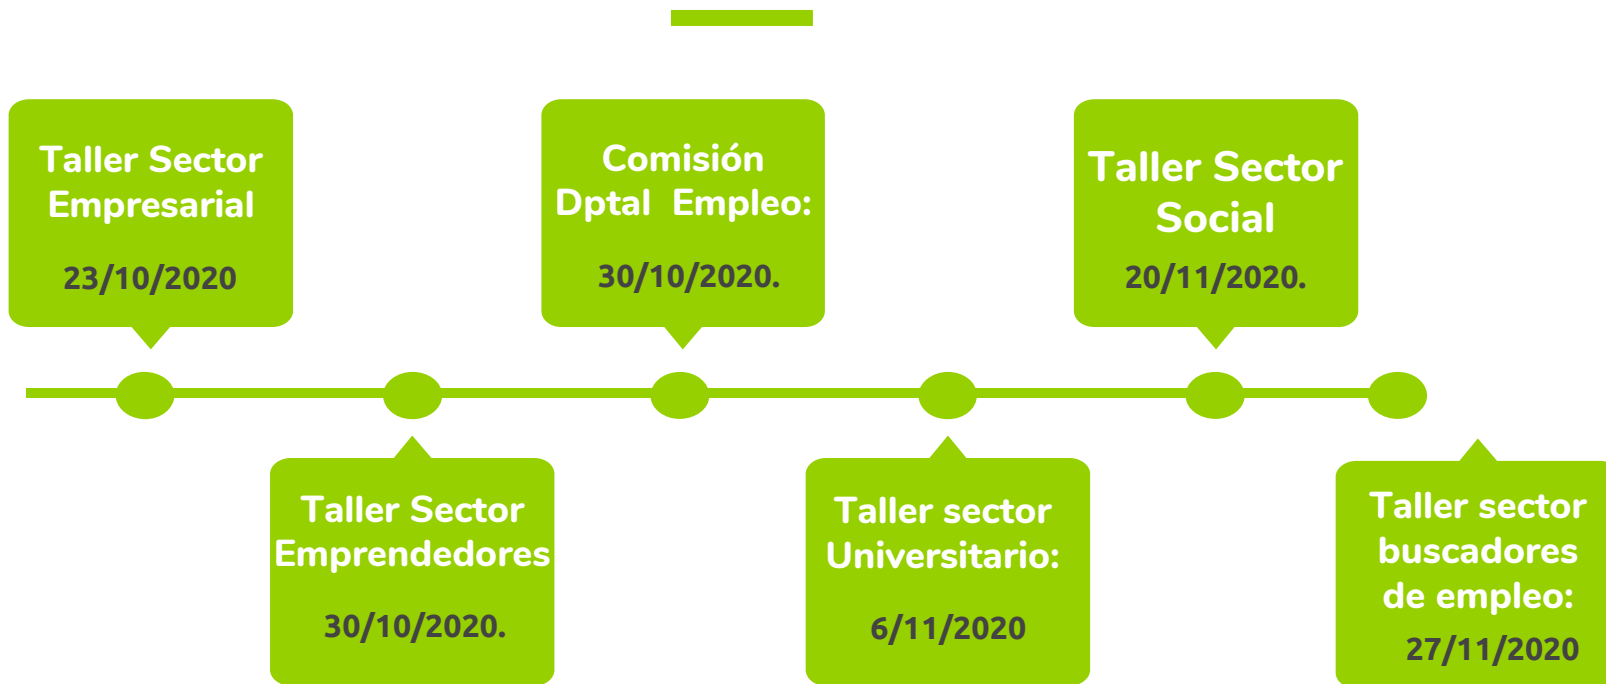 Taller Sector
Empresarial
23/10/2020
Taller Sector
Emprendedores
30/10/2020.
Comisión
Dptal Empleo:
30/10/2020.
Taller sector
Universitario:
6/11/2020
Taller Sector
Social
20/11/2020.
Taller sector
buscadores
de empleo:
27/11/2020